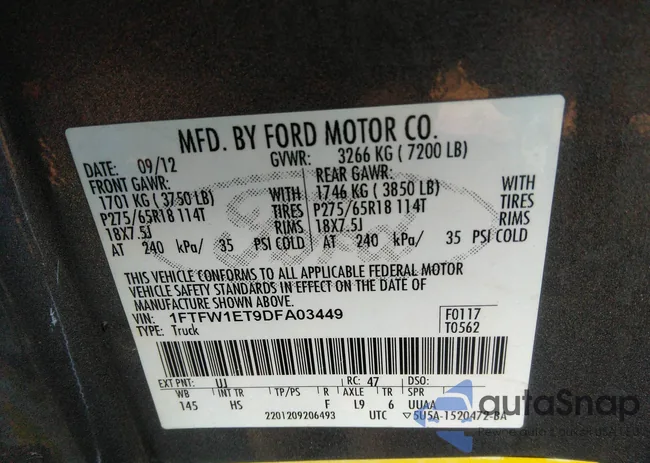 MFD. BY FORD MOTOR CO.
DATE: 09/12 GVWR: 3266 KG ( 7200 LB)
FRONT GAWR: REAR GAWR:
1701 KG ( 3750 LB) WITH 1746 KG ( 3850 LB) WITH
P275/65R18 114T TIRES P275/65R18 114T TIRES
18X7.5J RIMS 18X7.5J RIMS
AT 240 kPa/ 35 PSI COLD AT 240 kPa/ 35 PSI COLD
Ford
THIS VEHICLE CONFORMS TO ALL APPLICABLE FEDERAL MOTOR
VEHICLE SAFETY STANDARDS IN EFFECT ON THE DATE OF
MANUFACTURE SHOWN ABOVE.
VIN: 1FTFW1ET9DFA03449 F0117
TYPE: Truck T0562
EXT PNT: UJ RC: 47 DSO:
WB INT TR TP/PS R AXLE TR SPR
145 HS F L9 6 UUAA
2201209206493 UTC ▽5U5A-1520472-BA
autoSnap